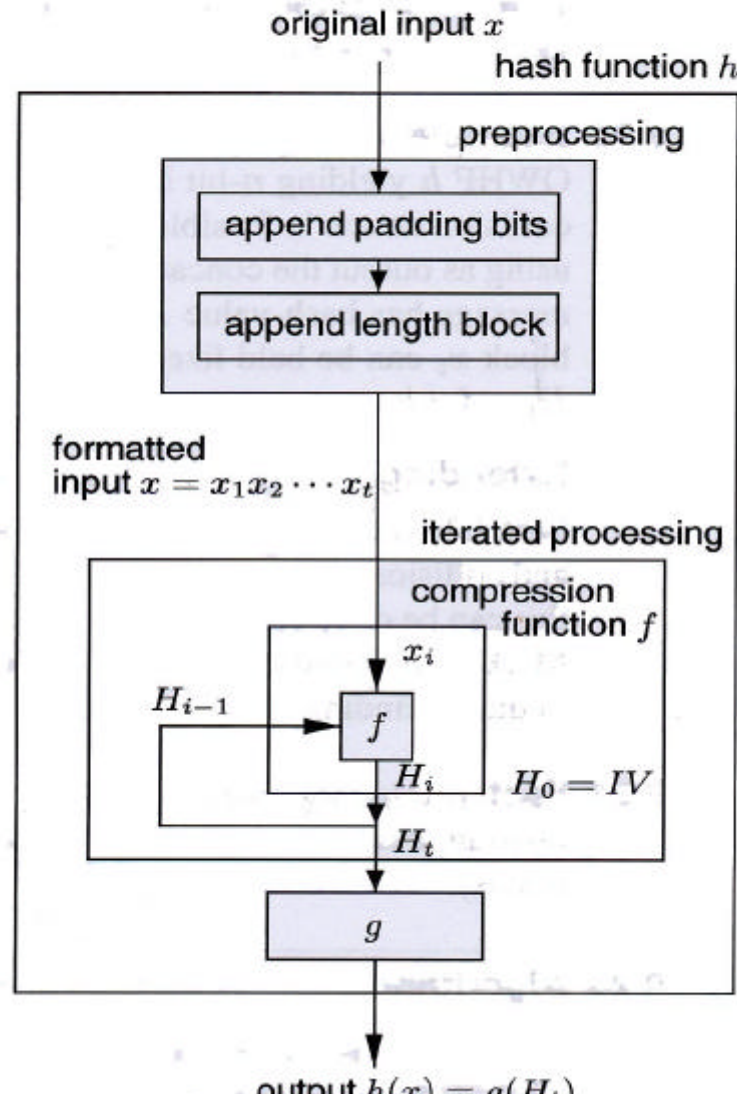 original input x
hash function h
preprocessing
append padding bits
append length block
formatted
input x = x₁x₂ ⋯ xₜ
iterated processing
compression
function f
xᵢ
Hᵢ₋₁
f
Hᵢ
H₀ = IV
Hₜ
g
output h(x) = g(Hₜ)